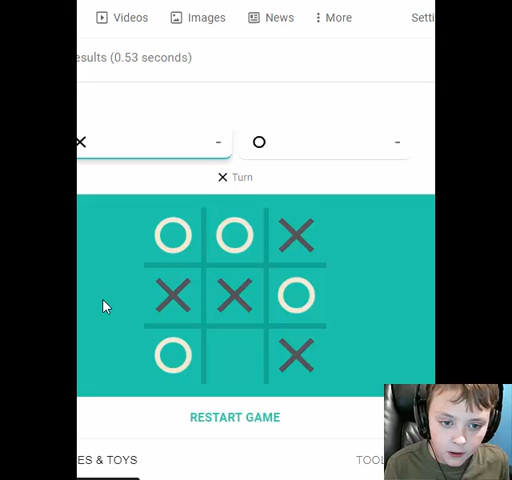 Videos Images News More Setti
esults (0.53 seconds)
- -
Turn
RESTART GAME
ES & TOYS TOOL